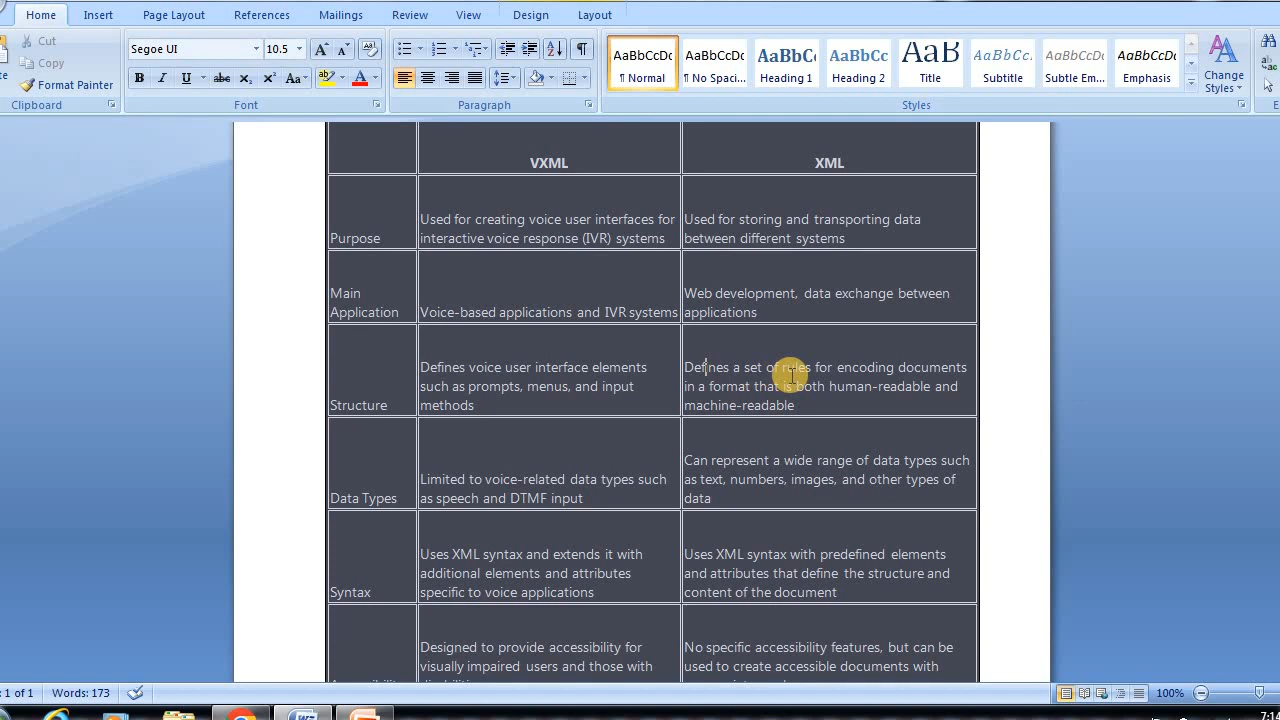 Home Insert Page Layout References Mailings Review View Design Layout
Cut
Copy
Format Painter
Clipboard
Segoe UI 10.5
Font
Paragraph
AaBbCcDc AaBbCcDc AaBbC AaBbCc AaB AaBbCc. AaBbCcDc AaBbCcDc
¶ Normal ¶ No Spaci... Heading 1 Heading 2 Title Subtitle Subtle Em... Emphasis
Change
Styles
Styles
VXML XML
Purpose
Used for creating voice user interfaces for
interactive voice response (IVR) systems
Used for storing and transporting data
between different systems
Main
Application
Voice-based applications and IVR systems
Web development, data exchange between
applications
Structure
Defines voice user interface elements
such as prompts, menus, and input
methods
Defines a set of rules for encoding documents
in a format that is both human-readable and
machine-readable
Data Types
Limited to voice-related data types such
as speech and DTMF input
Can represent a wide range of data types such
as text, numbers, images, and other types of
data
Syntax
Uses XML syntax and extends it with
additional elements and attributes
specific to voice applications
Uses XML syntax with predefined elements
and attributes that define the structure and
content of the document
Designed to provide accessibility for
visually impaired users and those with
No specific accessibility features, but can be
used to create accessible documents with
: 1 of 1 Words: 173 100%